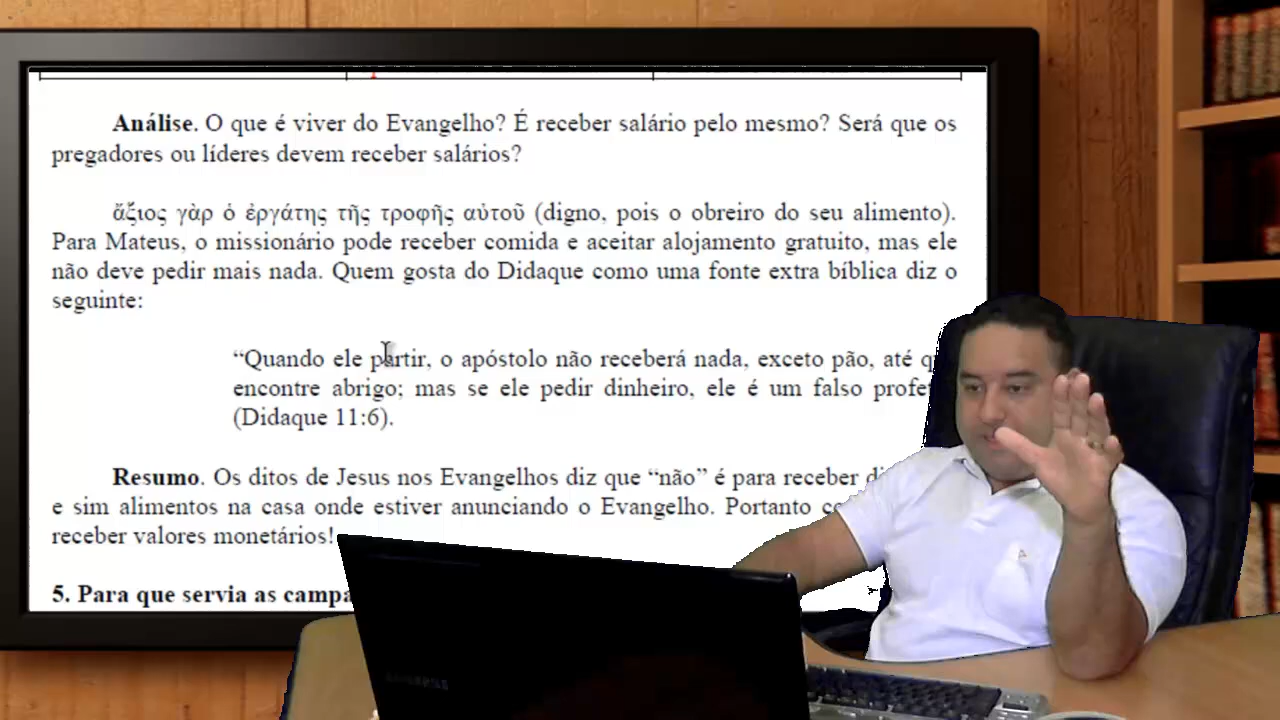 Análise. O que é viver do Evangelho? É receber salário pelo mesmo? Será que os
pregadores ou líderes devem receber salários?
ἄξιος γὰρ ὁ ἐργάτης τῆς τροφῆς αὐτοῦ (digno, pois o obreiro do seu alimento).
Para Mateus, o missionário pode receber comida e aceitar alojamento gratuito, mas ele
não deve pedir mais nada. Quem gosta do Didaque como uma fonte extra bíblica diz o
seguinte:
“Quando ele partir, o apóstolo não receberá nada, exceto pão, até
encontre abrigo; mas se ele pedir dinheiro, ele é um falso
(Didaque 11:6).
Resumo. Os ditos de Jesus nos Evangelhos diz que “não” é para receber
e sim alimentos na casa onde estiver anunciando o Evangelho. Portanto
receber valores monetários!
5. Para que servia as